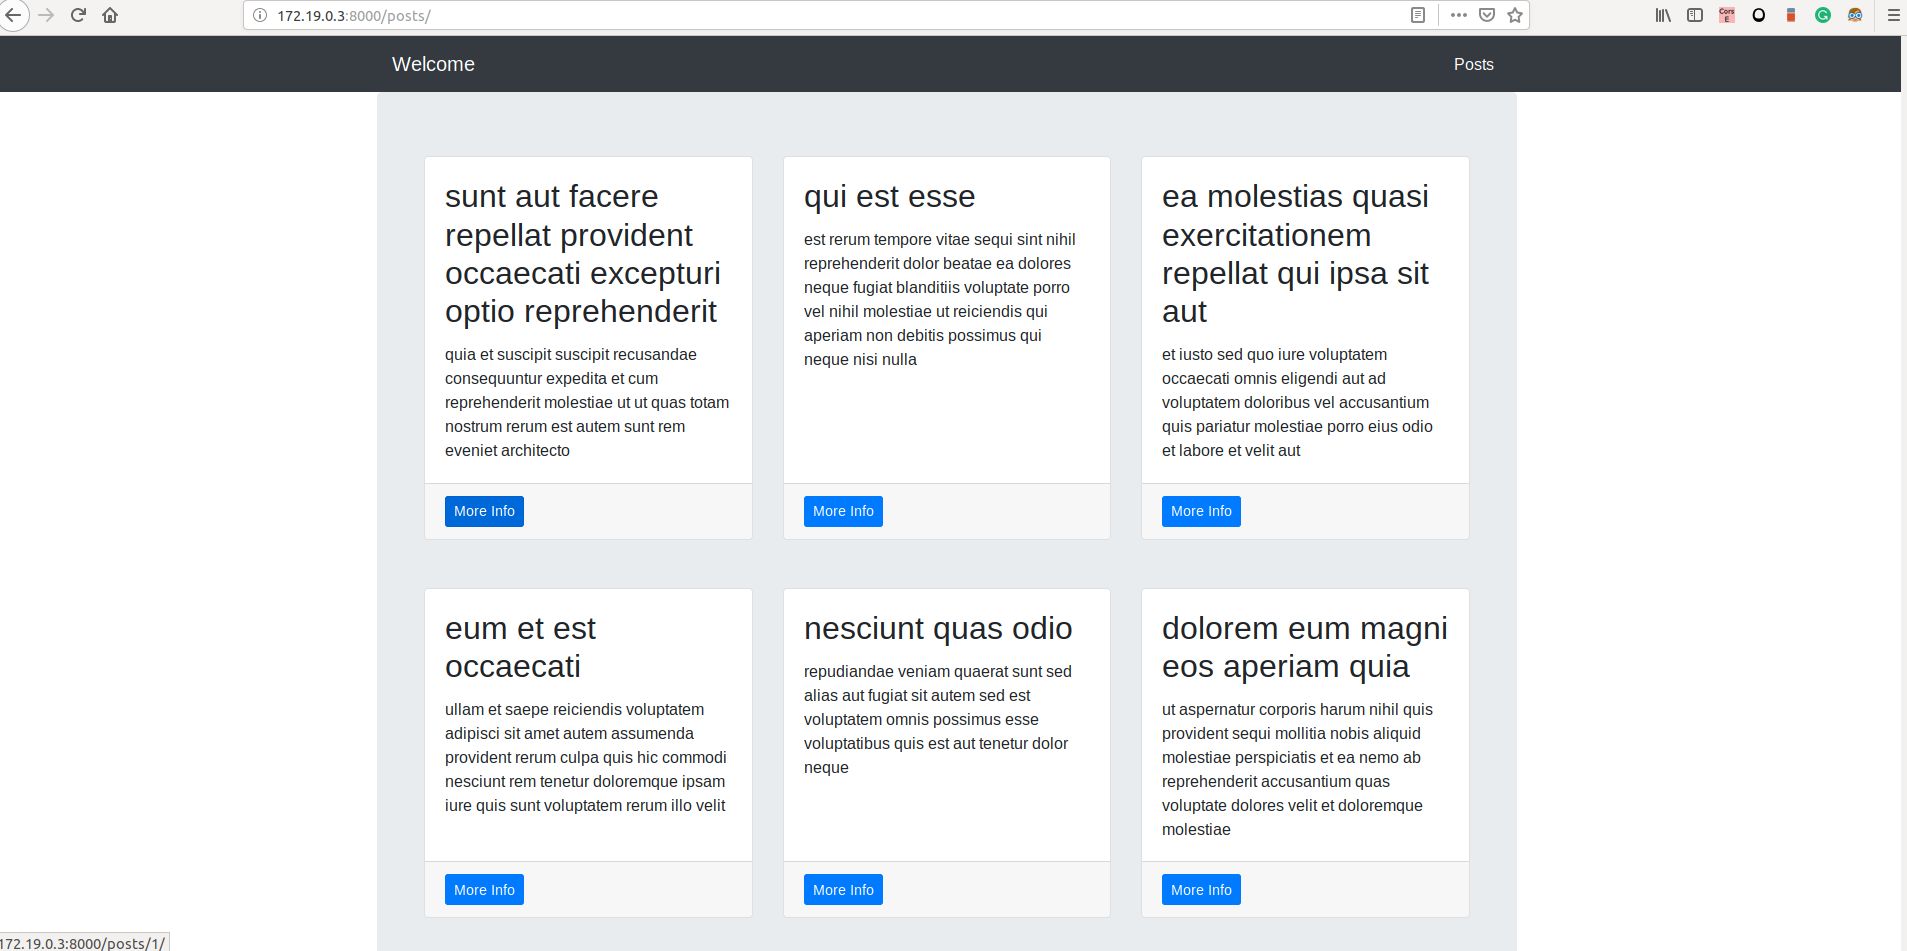 172.19.0.3:8000/posts/
Cors
E
Welcome
Posts
sunt aut facere
repellat provident
occaecati excepturi
optio reprehenderit
quia et suscipit suscipit recusandae
consequuntur expedita et cum
reprehenderit molestiae ut ut quas totam
nostrum rerum est autem sunt rem
eveniet architecto
More Info
qui est esse
est rerum tempore vitae sequi sint nihil
reprehenderit dolor beatae ea dolores
neque fugiat blanditiis voluptate porro
vel nihil molestiae ut reiciendis qui
aperiam non debitis possimus qui
neque nisi nulla
More Info
ea molestias quasi
exercitationem
repellat qui ipsa sit
aut
et iusto sed quo iure voluptatem
occaecati omnis eligendi aut ad
voluptatem doloribus vel accusantium
quis pariatur molestiae porro eius odio
et labore et velit aut
More Info
eum et est
occaecati
ullam et saepe reiciendis voluptatem
adipisci sit amet autem assumenda
provident rerum culpa quis hic commodi
nesciunt rem tenetur doloremque ipsam
iure quis sunt voluptatem rerum illo velit
More Info
nesciunt quas odio
repudiandae veniam quaerat sunt sed
alias aut fugiat sit autem sed est
voluptatem omnis possimus esse
voluptatibus quis est aut tenetur dolor
neque
More Info
dolorem eum magni
eos aperiam quia
ut aspernatur corporis harum nihil quis
provident sequi mollitia nobis aliquid
molestiae perspiciatis et ea nemo ab
reprehenderit accusantium quas
voluptate dolores velit et doloremque
molestiae
More Info
172.19.0.3:8000/posts/1/